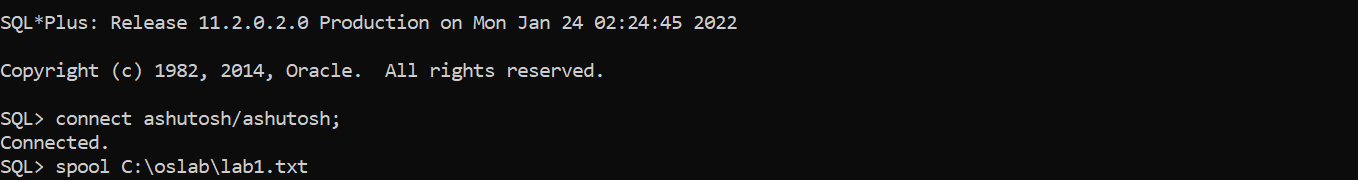 SQL*Plus: Release 11.2.0.2.0 Production on Mon Jan 24 02:24:45 2022
Copyright (c) 1982, 2014, Oracle.  All rights reserved.
SQL> connect ashutosh/ashutosh;
Connected.
SQL> spool C:\oslab\lab1.txt